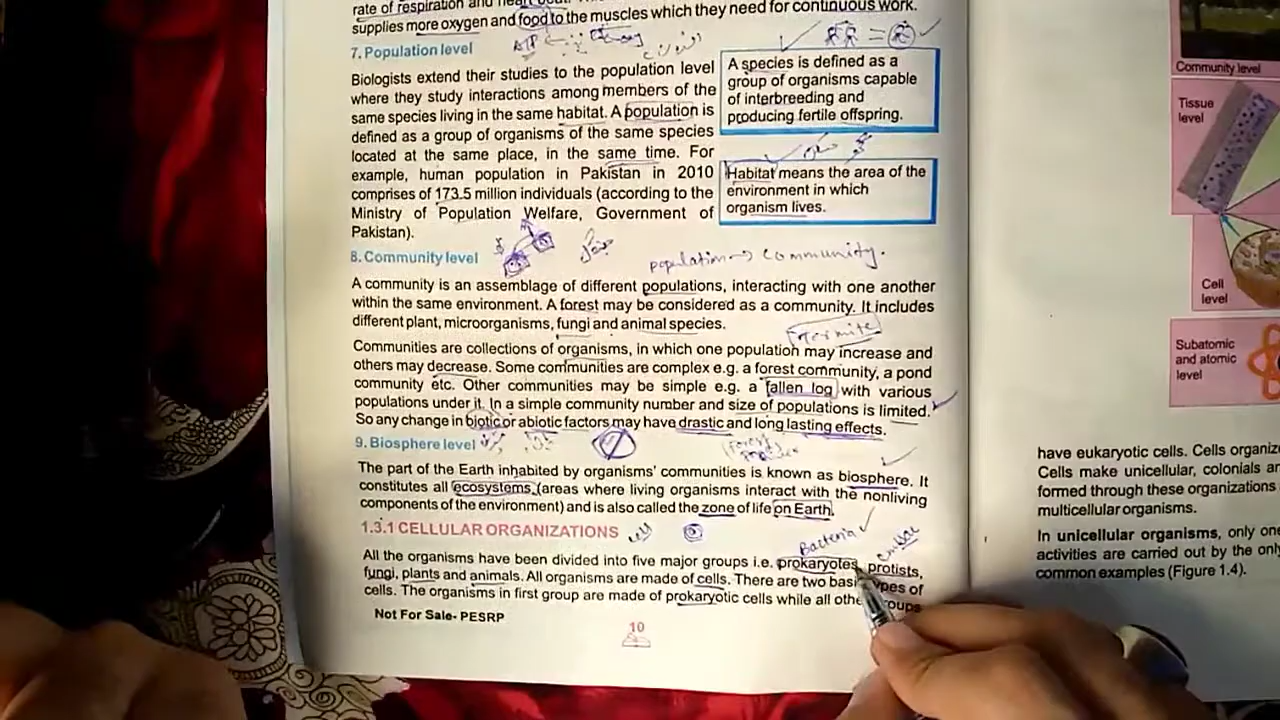 rate of respiration and heart
supplies more oxygen and food to the muscles which they need for continuous work.
7. Population level
Biologists extend their studies to the population level
where they study interactions among members of the
same species living in the same habitat. A population is
defined as a group of organisms of the same species
located at the same place, in the same time. For
example, human population in Pakistan in 2010
comprises of 173.5 million individuals (according to the
Ministry of Population Welfare, Government of
Pakistan).
A species is defined as a
group of organisms capable
of interbreeding and
producing fertile offspring.
Habitat means the area of the
environment in which
organism lives.
8. Community level
population → community.
A community is an assemblage of different populations, interacting with one another
within the same environment. A forest may be considered as a community. It includes
different plant, microorganisms, fungi and animal species.
Termite
Communities are collections of organisms, in which one population may increase and
others may decrease. Some communities are complex e.g. a forest community, a pond
community etc. Other communities may be simple e.g. a fallen log with various
populations under it. In a simple community number and size of populations is limited.
So any change in biotic or abiotic factors may have drastic and long lasting effects.
9. Biosphere level
The part of the Earth inhabited by organisms' communities is known as biosphere. It
constitutes all ecosystems (areas where living organisms interact with the nonliving
components of the environment) and is also called the zone of life on Earth.
1.3.1 CELLULAR ORGANIZATIONS
Bacteria
All the organisms have been divided into five major groups i.e. prokaryotes, protists,
fungi, plants and animals. All organisms are made of cells. There are two basic types of
cells. The organisms in first group are made of prokaryotic cells while all other groups
Not For Sale- PESRP
10
Community level
Tissue
level
Cell
level
Subatomic
and atomic
level
have eukaryotic cells. Cells
Cells make unicellular, colonials
formed through these organizations
multicellular organisms.
In unicellular organisms, only
activities are carried out by the
common examples (Figure 1.4).